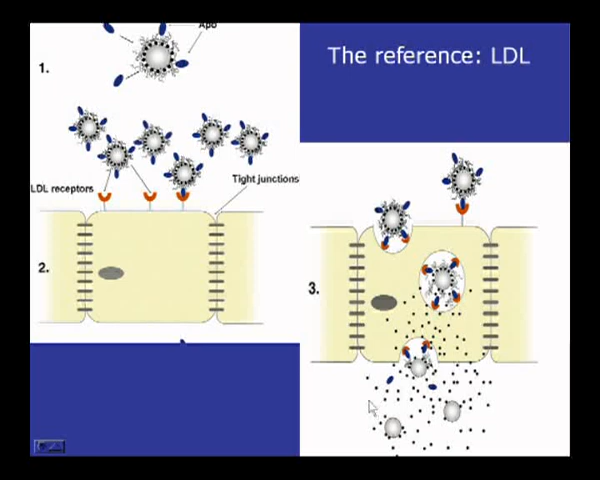 The reference: LDL
Apo
1.
LDL receptors
Tight junctions
2.
3.